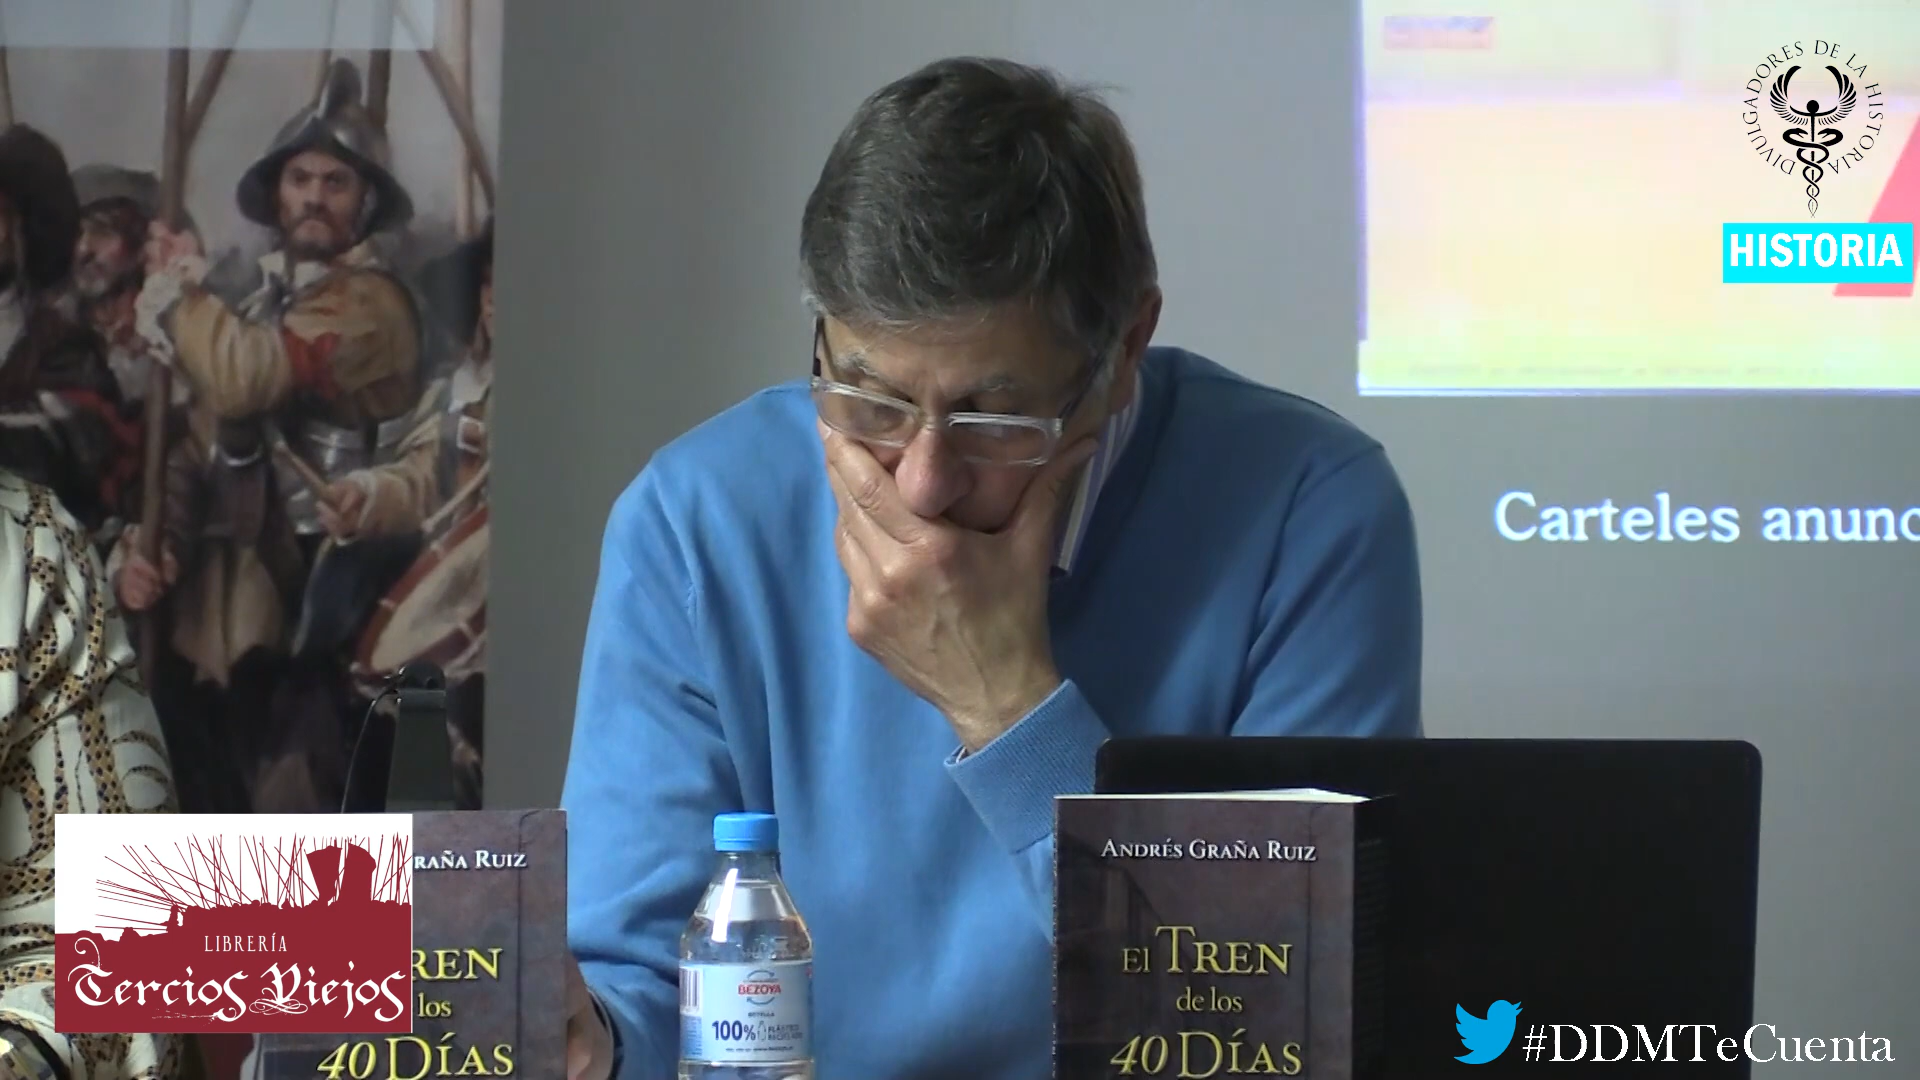 DIVULGADORES DE LA HISTORIA
HISTORIA
Carteles anunc
RAÑA RUIZ
REN
los
40 DÍAS
LIBRERÍA
Tercios Viejos
BEZOYA
100%
ANDRÉS GRAÑA RUIZ
El TREN
de los
40 DÍAS
#DDMTeCuenta